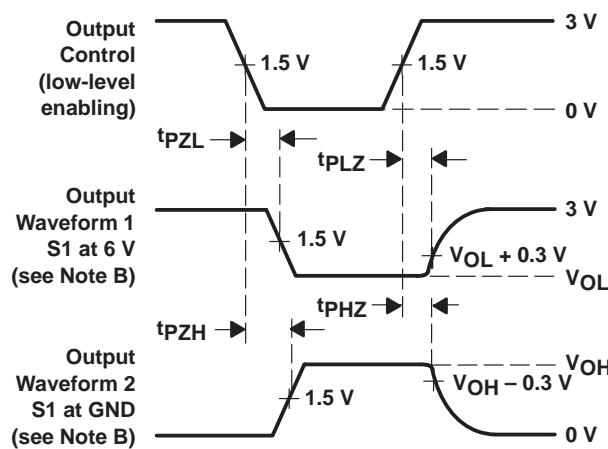 Output
Control
(low-level
enabling)
1.5 V
1.5 V
3 V
0 V
tPZL
tPLZ
Output
Waveform 1
S1 at 6 V
(see Note B)
1.5 V
3 V
VOL + 0.3 V
VOL
tPZH
tPHZ
Output
Waveform 2
S1 at GND
(see Note B)
1.5 V
VOH
VOH – 0.3 V
0 V